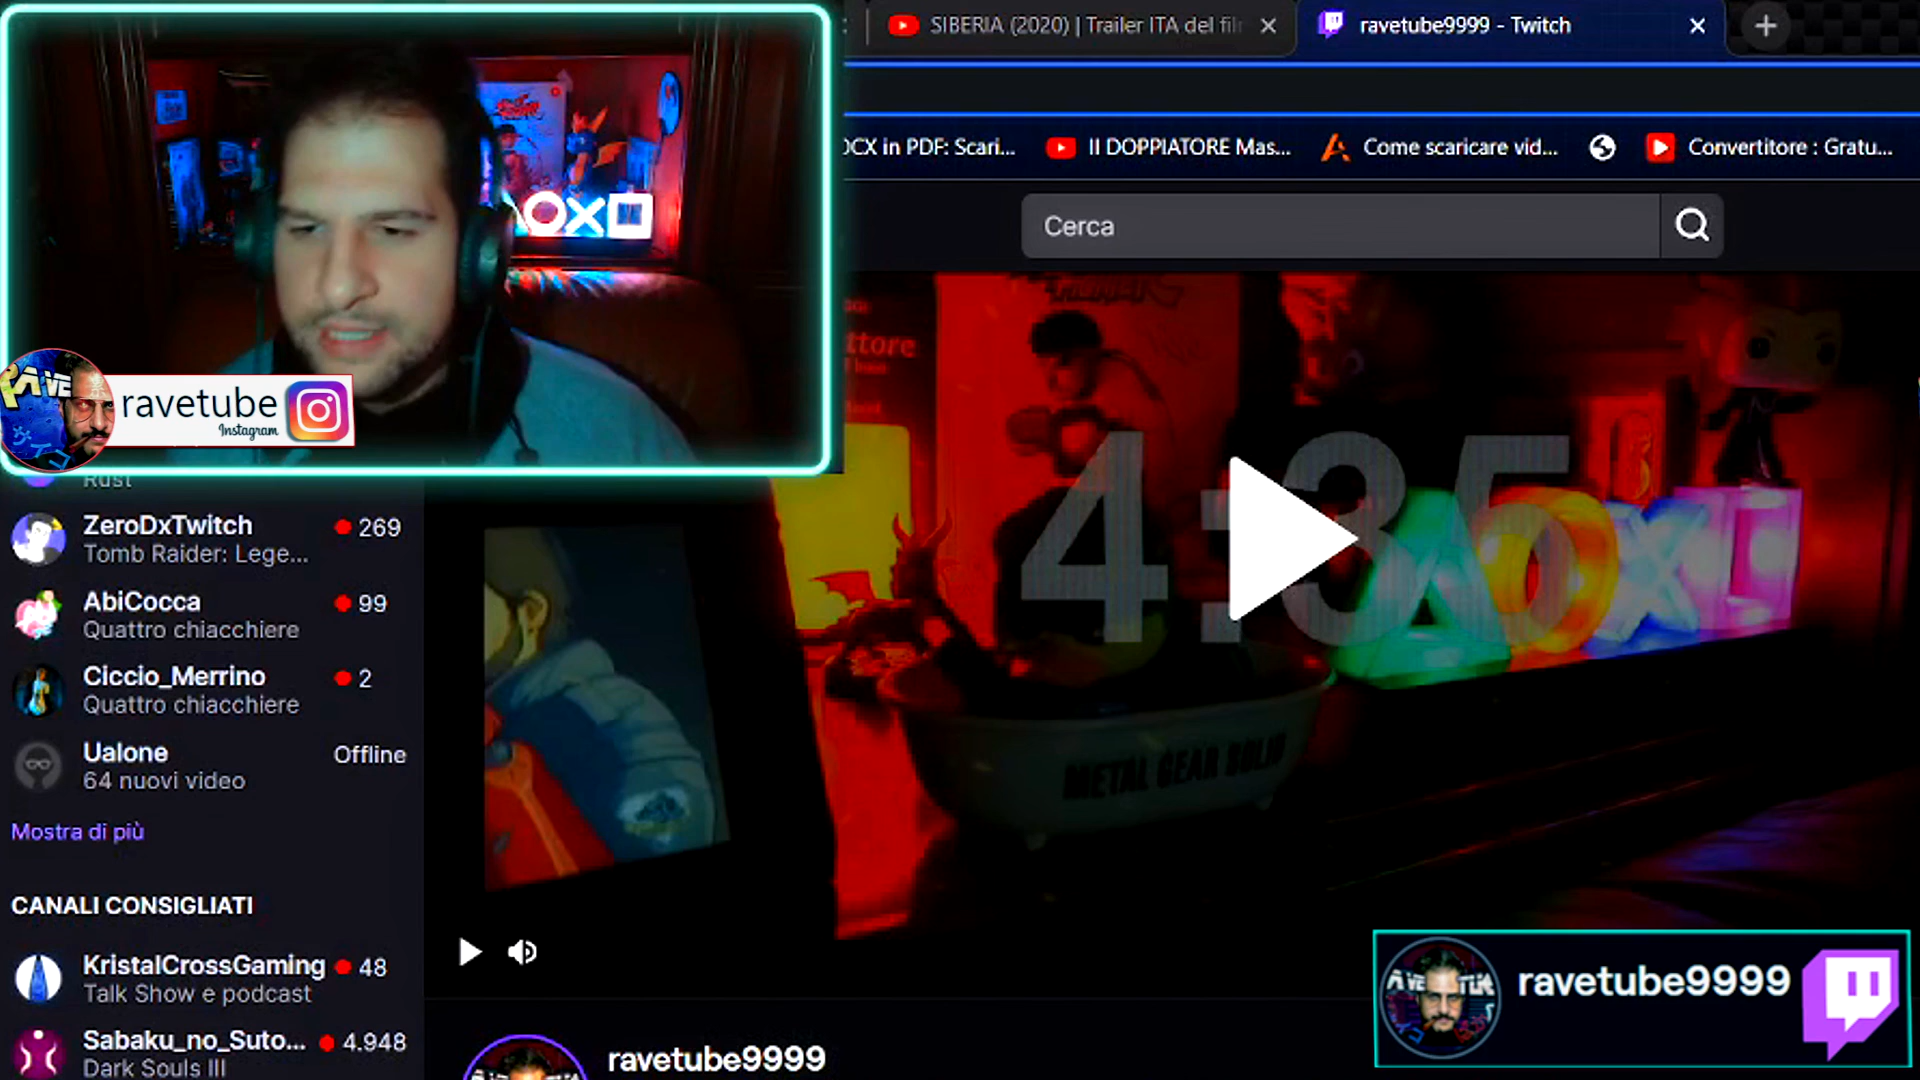 SIBERIA (2020) | Trailer ITA del fil
ravetube9999 - Twitch
OCX in PDF: Scari...
Il DOPPIATORE Mas...
Come scaricare vid...
Convertitore : Gratu...
Cerca
ravetube
Instagram
Rust
ZeroDxTwitch
269
Tomb Raider: Lege...
AbiCocca
99
Quattro chiacchiere
Ciccio_Merrino
2
Quattro chiacchiere
Ualone
Offline
64 nuovi video
Mostra di più
CANALI CONSIGLIATI
KristalCrossGaming
48
Talk Show e podcast
Sabaku_no_Suto...
4.948
Dark Souls III
4:35
METAL GEAR SOLID
ravetube9999
ravetube9999